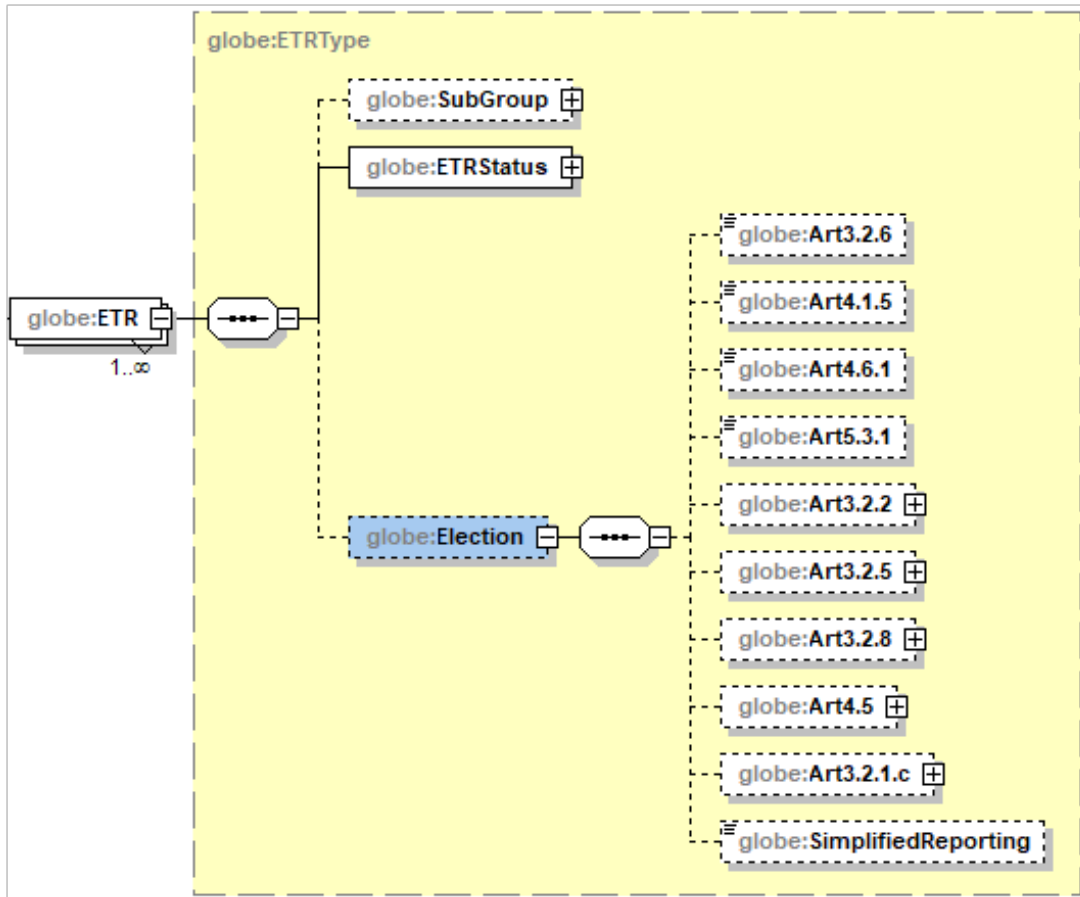 globe:ETRType
globe:SubGroup
globe:ETRStatus
globe:Art3.2.6
globe:Art4.1.5
globe:ETR
1..∞
globe:Art4.6.1
globe:Art5.3.1
globe:Art3.2.2
globe:Election
globe:Art3.2.5
globe:Art3.2.8
globe:Art4.5
globe:Art3.2.1.c
globe:SimplifiedReporting